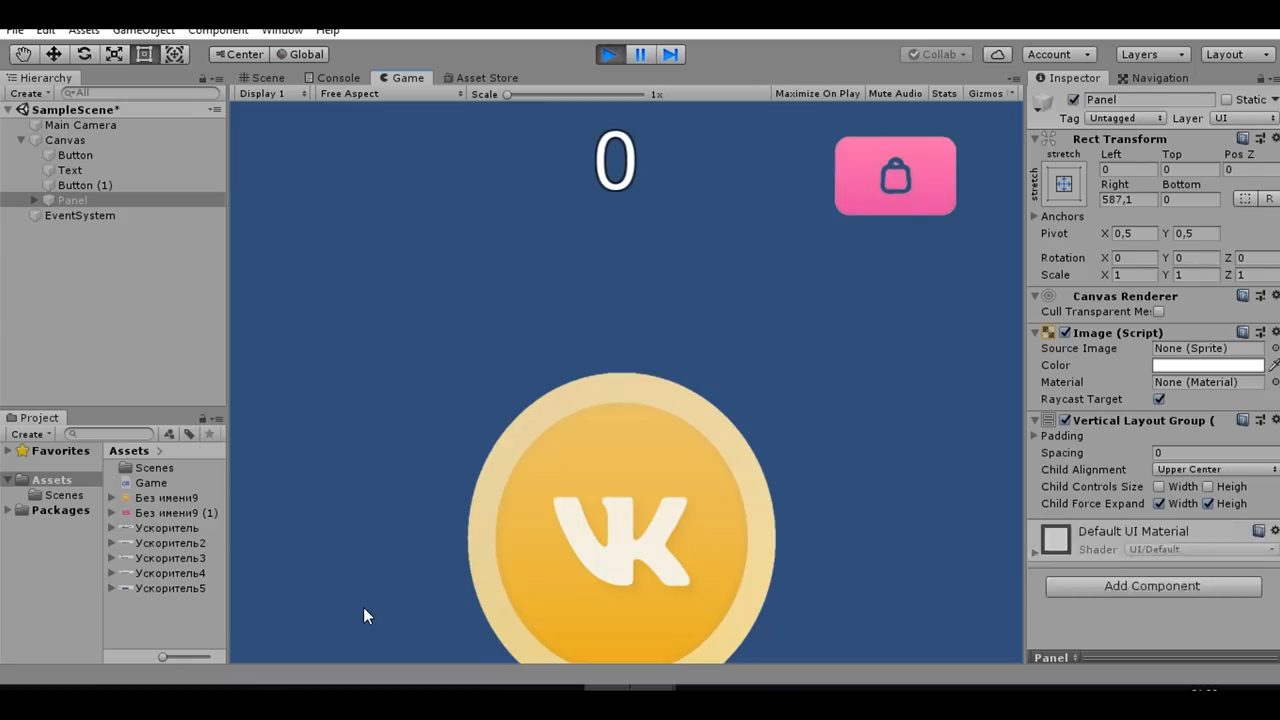 File Edit Assets GameObject Component Window Help
Center Global Collab Account Layers Layout
Hierarchy Scene Console Game Asset Store Inspector Navigation
Create All Display 1 Free Aspect Scale 1x Maximize On Play Mute Audio Stats Gizmos
SampleScene*
Main Camera
Canvas
Button
Text
Button (1)
Panel
EventSystem
0
VK
Project
Create
Favorites
Assets
Scenes
Packages
Assets
Scenes
Game
Без имени9
Без имени9 (1)
Ускоритель
Ускоритель2
Ускоритель3
Ускоритель4
Ускоритель5
Panel Static
Tag Untagged Layer UI
Rect Transform
stretch Left Top Pos Z
stretch 0 0 0
Right Bottom
587,1 0 R
Anchors
Pivot X 0,5 Y 0,5
Rotation X 0 Y 0 Z 0
Scale X 1 Y 1 Z 1
Canvas Renderer
Cull Transparent Me
Image (Script)
Source Image None (Sprite)
Color
Material None (Material)
Raycast Target
Vertical Layout Group (
Padding
Spacing 0
Child Alignment Upper Center
Child Controls Size Width Heigh
Child Force Expand Width Heigh
Default UI Material
Shader UI/Default
Add Component
Panel